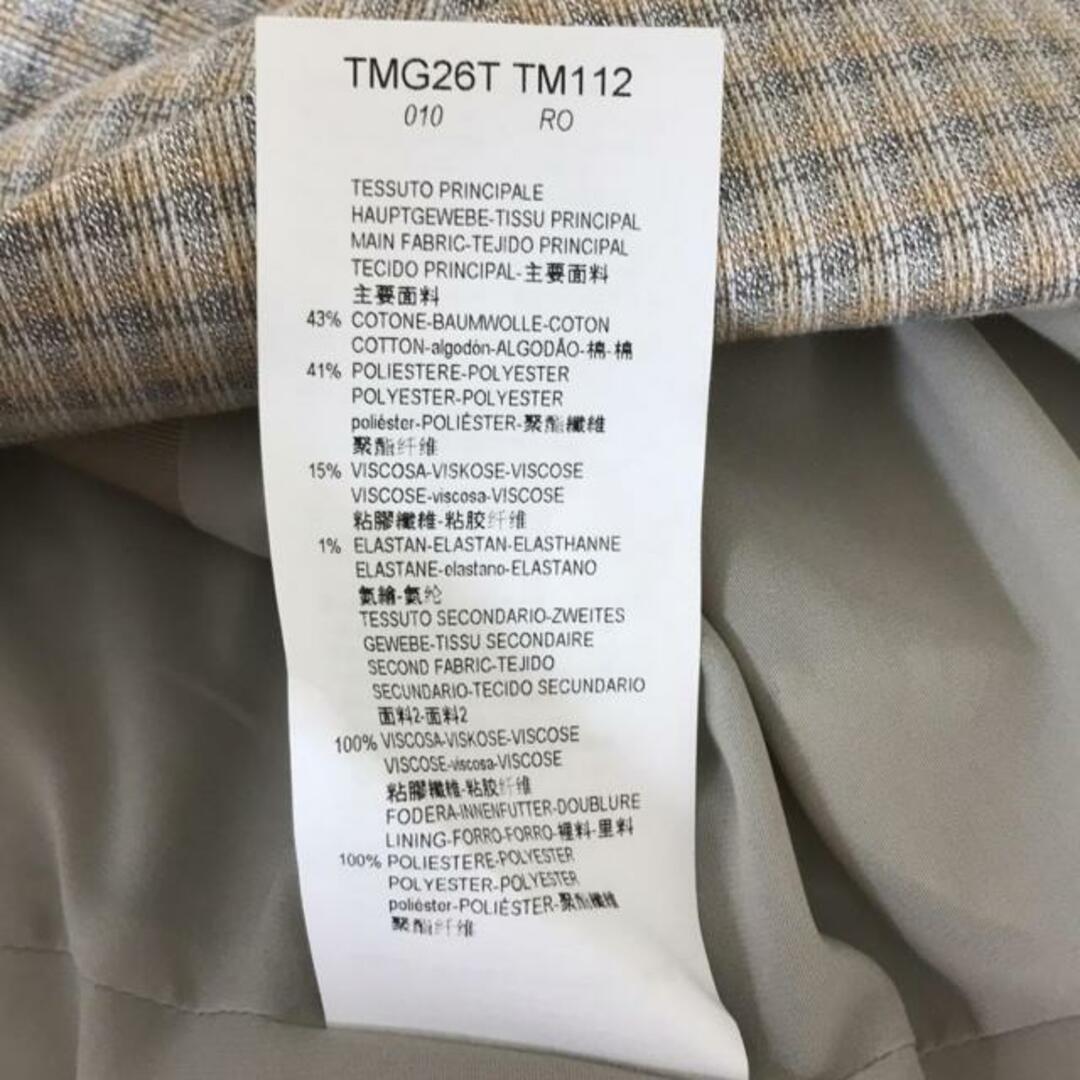 TMG26T TM112
010 RO
TESSUTO PRINCIPALE
HAUPTGEWEBE-TISSU PRINCIPAL
MAIN FABRIC-TEJIDO PRINCIPAL
TECIDO PRINCIPAL-主要面料
主要面料
43% COTONE-BAUMWOLLE-COTON
COTTON-algodón-ALGODÃO-棉-棉
41% POLIESTERE-POLYESTER
POLYESTER-POLYESTER
poliéster-POLIÉSTER-聚酯纖維
聚酯纤维
15% VISCOSA-VISKOSE-VISCOSE
VISCOSE-viscosa-VISCOSE
粘膠纖維-粘胶纤维
1% ELASTAN-ELASTAN-ELASTHANNE
ELASTANE-elastano-ELASTANO
氨綸-氨纶
TESSUTO SECONDARIO-ZWEITES
GEWEBE-TISSU SECONDAIRE
SECOND FABRIC-TEJIDO
SECUNDARIO-TECIDO SECUNDARIO
面料2-面料2
100% VISCOSA-VISKOSE-VISCOSE
VISCOSE-viscosa-VISCOSE
粘膠纖維-粘胶纤维
FODERA-INNENFUTTER-DOUBLURE
LINING-FORRO-FORRO-裡料-里料
100% POLIESTERE-POLYESTER
POLYESTER-POLYESTER
poliéster-POLIÉSTER-聚酯纖維
聚酯纤维